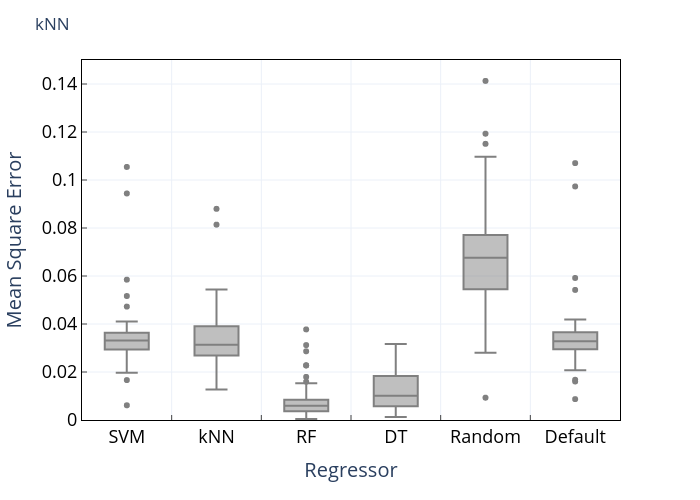 kNN
0.14
0.12
0.1
0.08
0.06
0.04
0.02
0
Mean Square Error
SVM kNN RF DT Random Default
Regressor